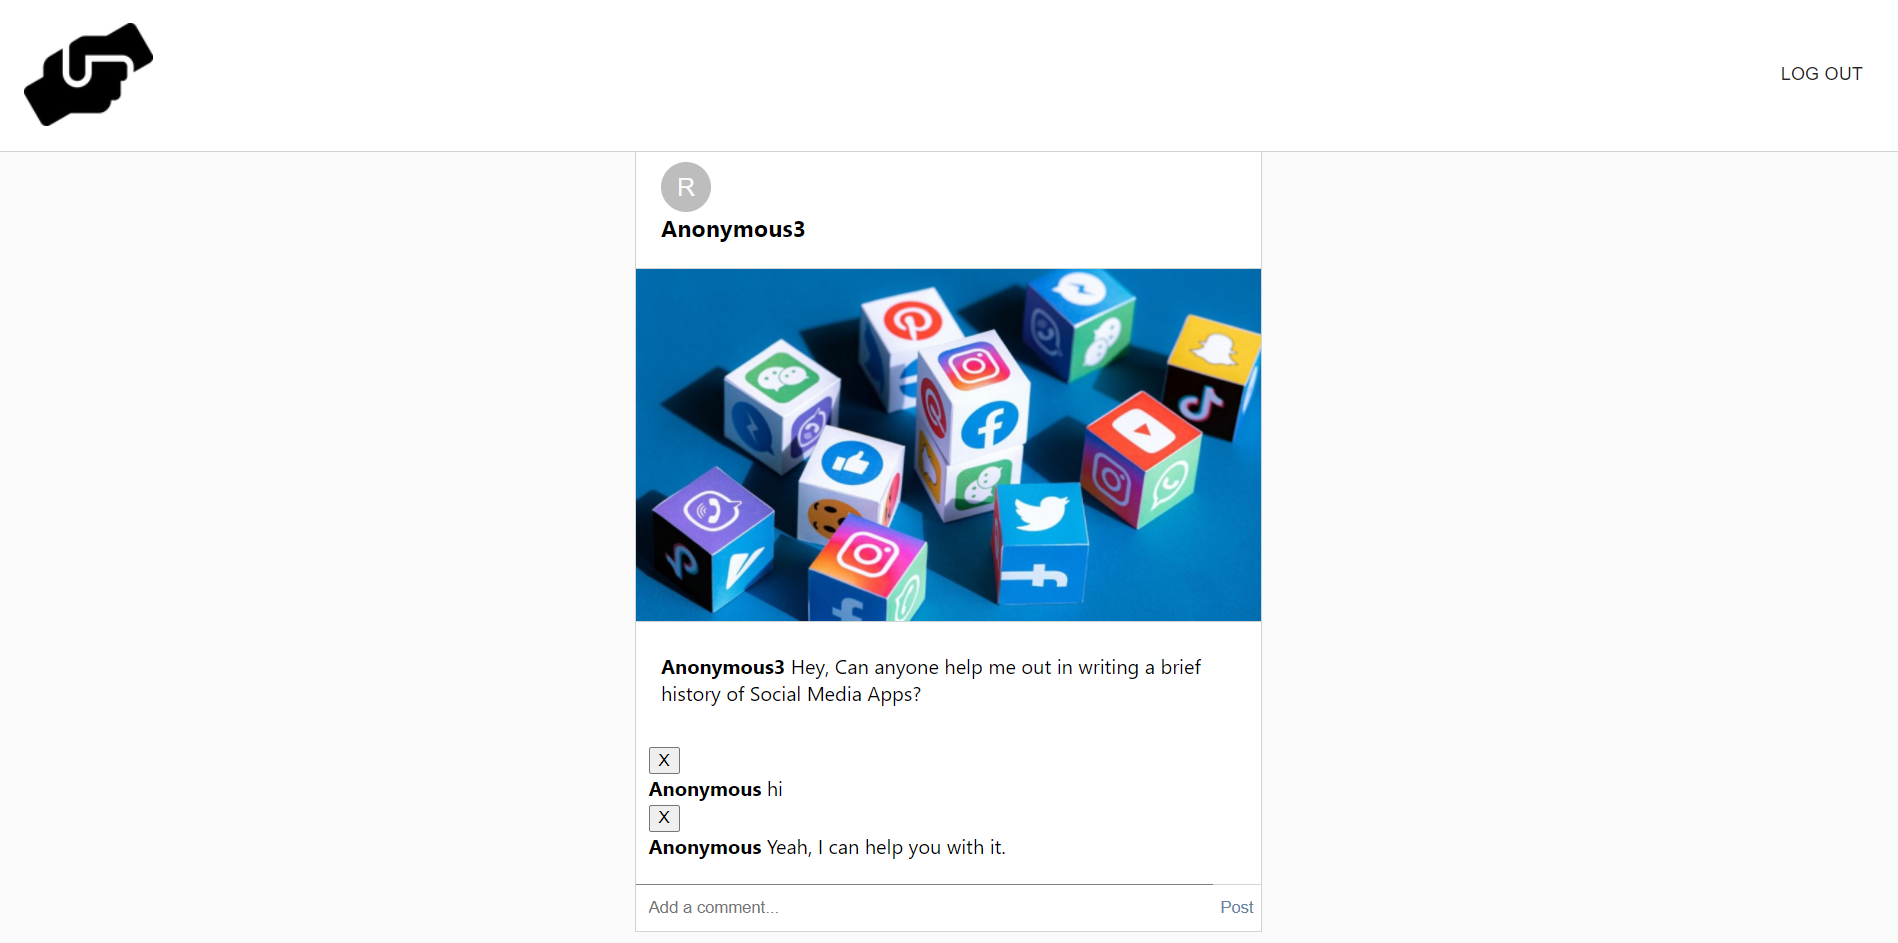 LOG OUT
R
Anonymous3
Anonymous3 Hey, Can anyone help me out in writing a brief
history of Social Media Apps?
X
Anonymous hi
X
Anonymous Yeah, I can help you with it.
Add a comment... Post